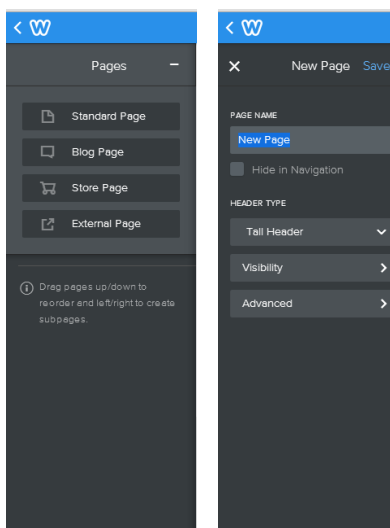 Pages
Standard Page
Blog Page
Store Page
External Page
Drag pages up/down to
reorder and left/right to create
subpages.
New Page Save
PAGE NAME
New Page
Hide in Navigation
HEADER TYPE
Tall Header
Visibility
Advanced